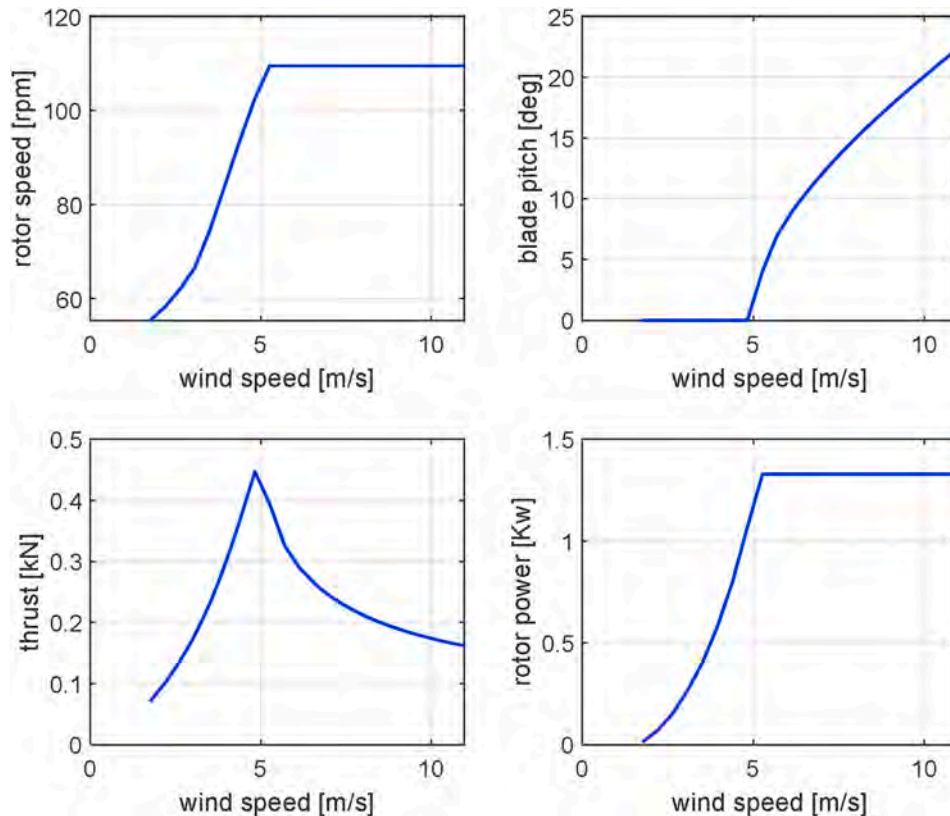 120
100
80
60
rotor speed [rpm]
0 5 10
wind speed [m/s]
25
20
15
10
5
0
blade pitch [deg]
0 5 10
wind speed [m/s]
0.5
0.4
0.3
0.2
0.1
0
thrust [kN]
0 5 10
wind speed [m/s]
1.5
1
0.5
0
rotor power [Kw]
0 5 10
wind speed [m/s]